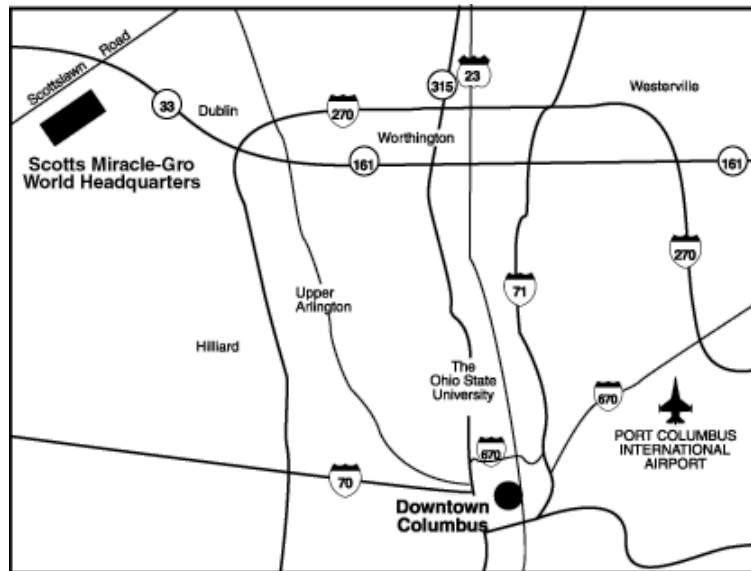 Scottslawn Road
33
Dublin
270
315
23
Westerville
Worthington
161
161
Scotts Miracle-Gro
World Headquarters
270
71
Upper
Arlington
Hilliard
The
Ohio State
University
670
PORT COLUMBUS
INTERNATIONAL
AIRPORT
670
70
Downtown
Columbus